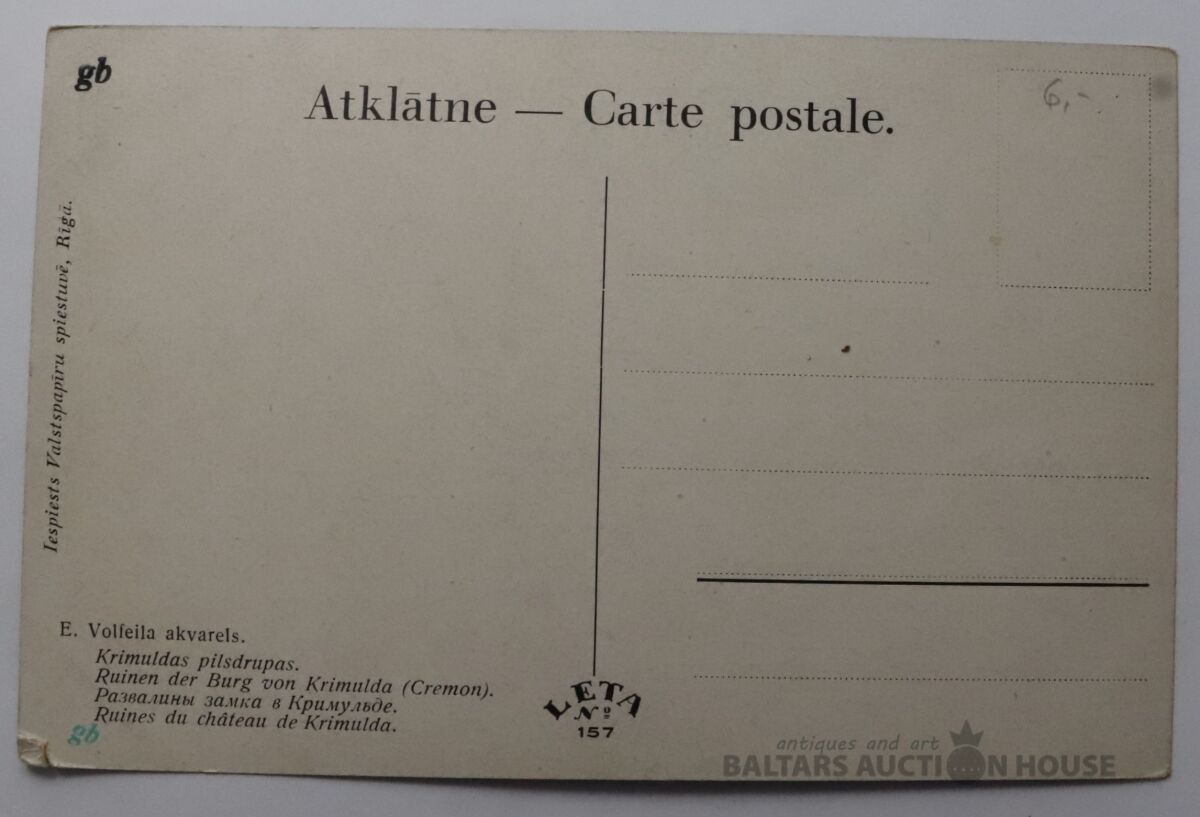 gb
Atklātne — Carte postale.
6,-
Iespiests Valstspapīru spiestuvē, Rīgā.
E. Volfeila akvarels.
Krimuldas pilsdrupas.
Ruinen der Burg von Krimulda (Cremon).
Развалины замка в Кримульде.
Ruines du château de Krimulda.
gb
LETA
№
157
antiques and art
BALTARS AUCTION HOUSE